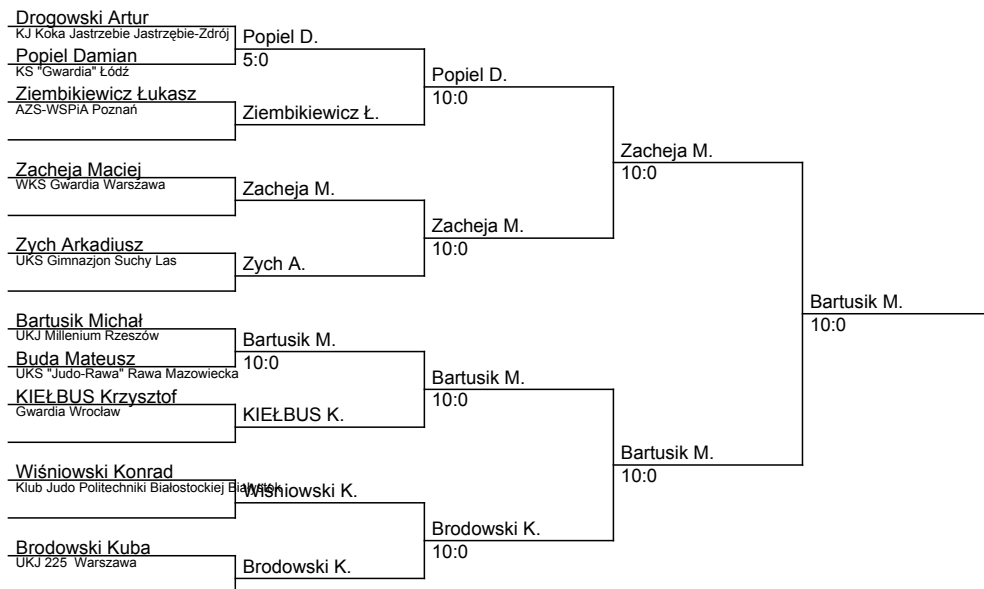 Drogowski Artur
KJ Koka Jastrzebie Jastrzębie-Zdrój
Popiel Damian
KS "Gwardia" Łódź
Ziembikiewicz Łukasz
AZS-WSPiA Poznań
Zacheja Maciej
WKS Gwardia Warszawa
Zych Arkadiusz
UKS Gimnazjon Suchy Las
Bartusik Michał
UKJ Millenium Rzeszów
Buda Mateusz
UKS "Judo-Rawa" Rawa Mazowiecka
KIEŁBUS Krzysztof
Gwardia Wrocław
Wiśniowski Konrad
Klub Judo Politechniki Białostockiej Białystok
Brodowski Kuba
UKJ 225 Warszawa
Popiel D.
5:0
Ziembikiewicz Ł.
Zacheja M.
Zych A.
Bartusik M.
10:0
KIEŁBUS K.
Wiśniowski K.
Brodowski K.
Popiel D.
10:0
Zacheja M.
10:0
Bartusik M.
10:0
Brodowski K.
10:0
Zacheja M.
10:0
Bartusik M.
10:0
Bartusik M.
10:0